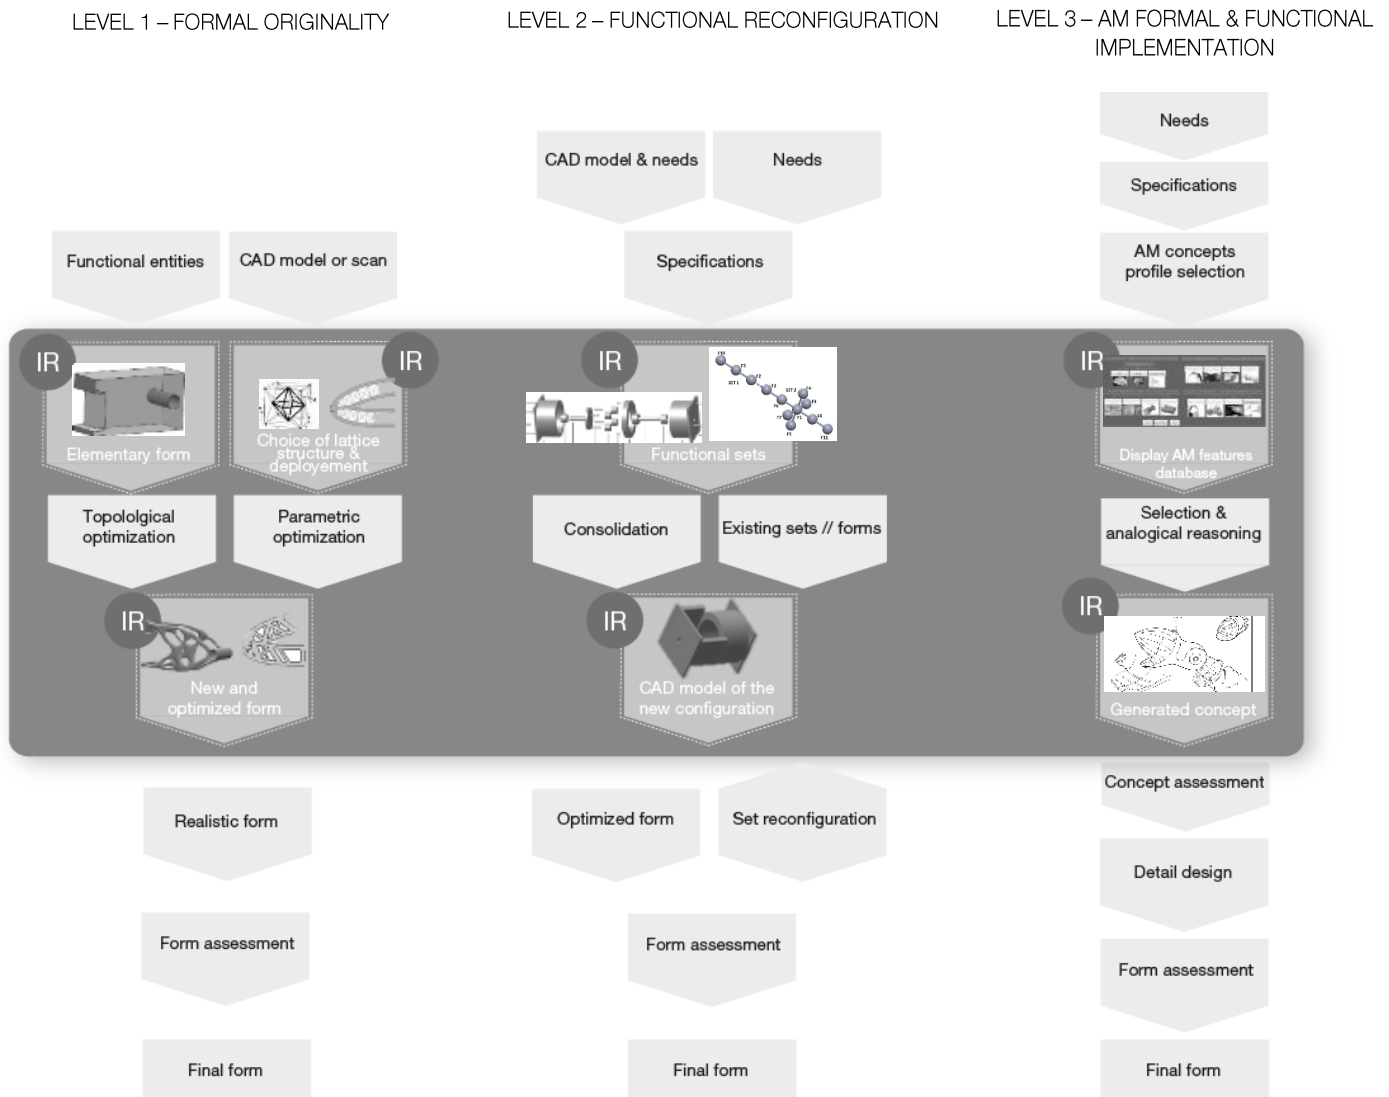 LEVEL 1 – FORMAL ORIGINALITY
Functional entities
CAD model or scan
IR
IR
Elementary form
Choice of lattice
structure &
deployement
Topololgical
optimization
Parametric
optimization
IR
New and
optimized form
Realistic form
Form assessment
Final form
LEVEL 2 – FUNCTIONAL RECONFIGURATION
CAD model & needs
Needs
Specifications
IR
SET 1
SET 2
Functional sets
Consolidation
Existing sets // forms
IR
CAD model of the
new configuration
Optimized form
Set reconfiguration
Form assessment
Final form
LEVEL 3 – AM FORMAL & FUNCTIONAL
IMPLEMENTATION
Needs
Specifications
AM concepts
profile selection
IR
Display AM features
database
Selection &
analogical reasoning
IR
Generated concept
Concept assessment
Detail design
Form assessment
Final form